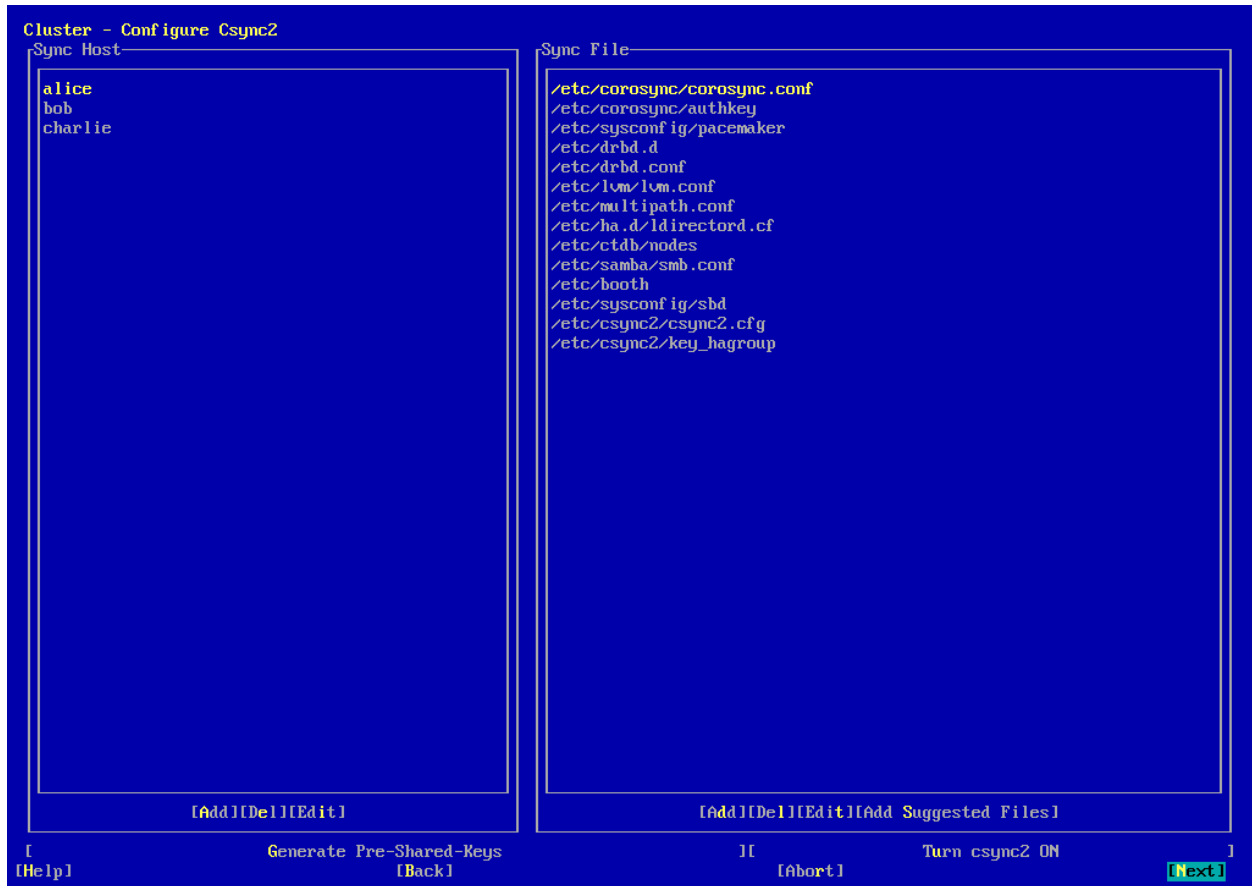 Cluster - Configure Csync2
Sync Host
alice
bob
charlie
[Add][Del][Edit]
Sync File
/etc/corosync/corosync.conf
/etc/corosync/authkey
/etc/sysconfig/pacemaker
/etc/drbd.d
/etc/drbd.conf
/etc/lvm/lvm.conf
/etc/multipath.conf
/etc/ha.d/ldirectord.cf
/etc/ctdb/nodes
/etc/samba/smb.conf
/etc/booth
/etc/sysconfig/sbd
/etc/csync2/csync2.cfg
/etc/csync2/key_hagroup
[Add][Del][Edit][Add Suggested Files]
[ Generate Pre-Shared-Keys ][ Turn csync2 ON ]
[Help] [Back] [Abort] [Next]